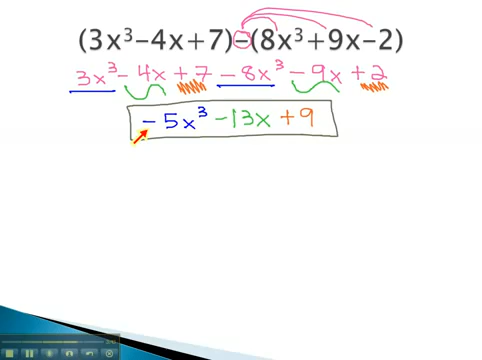 (3x³−4x+7)−(8x³+9x−2)
3x³ − 4x + 7 − 8x³ − 9x + 2
− 5x³ − 13x + 9